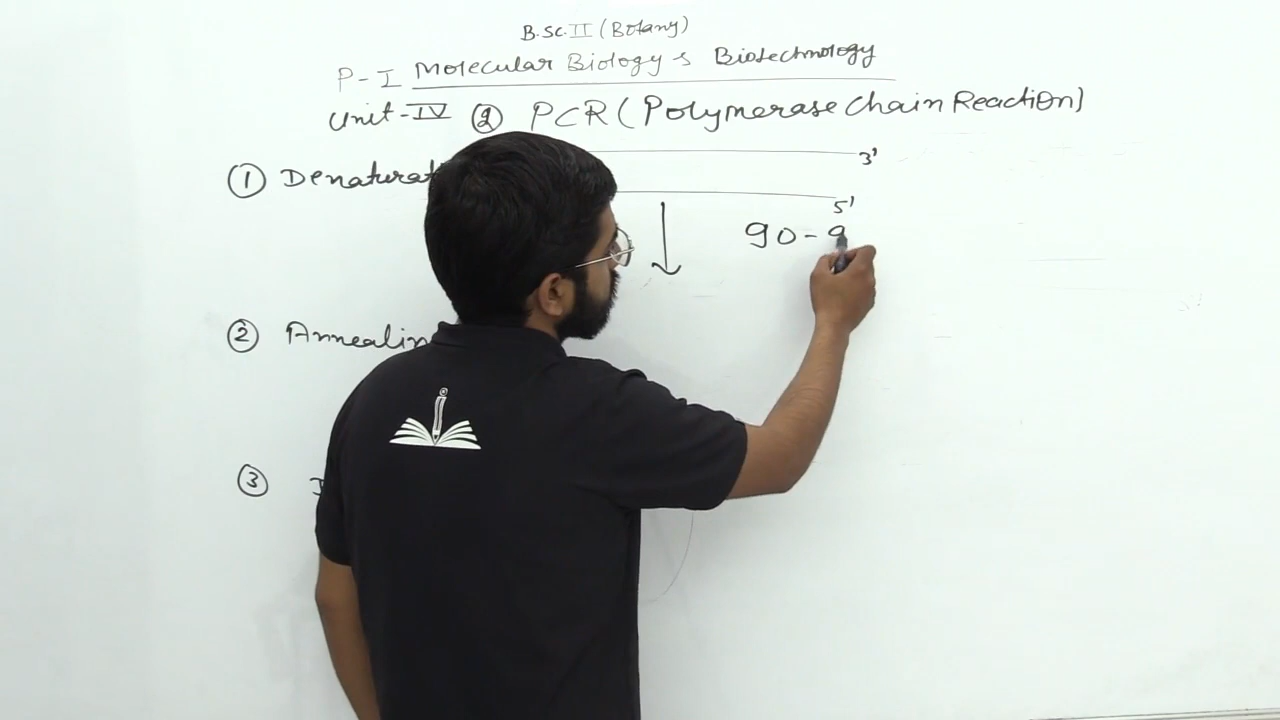 B.Sc.II (Botany)
P-I Molecular Biology & Biotechnology
Unit-IV ② PCR (Polymerase Chain Reaction)
3'
① Denaturat
5'
90-9
② Annealin
③